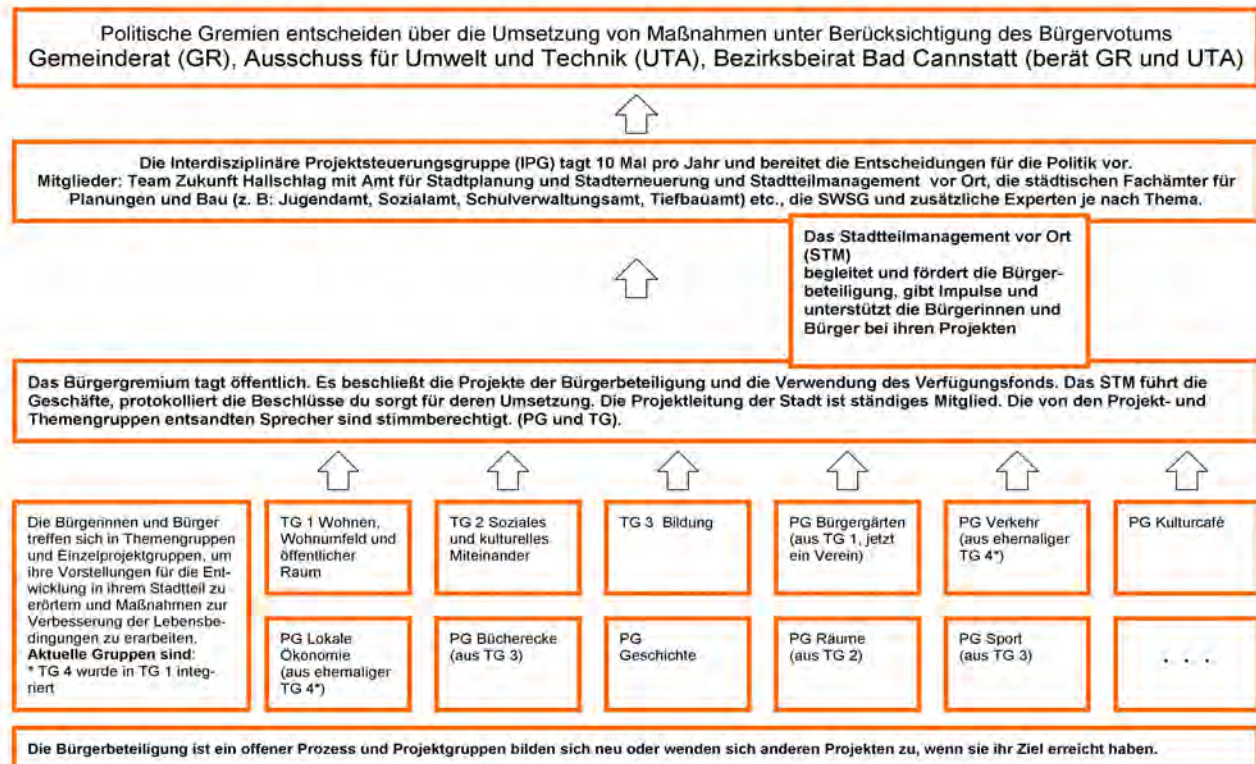 Politische Gremien entscheiden über die Umsetzung von Maßnahmen unter Berücksichtigung des Bürgervotums
Gemeinderat (GR), Ausschuss für Umwelt und Technik (UTA), Bezirksbeirat Bad Cannstatt (berät GR und UTA)
Die Interdisziplinäre Projektsteuerungsgruppe (IPG) tagt 10 Mal pro Jahr und bereitet die Entscheidungen für die Politik vor.
Mitglieder: Team Zukunft Hallschlag mit Amt für Stadtplanung und Stadterneuerung und Stadtteilmanagement vor Ort, die städtischen Fachämter für
Planungen und Bau (z. B: Jugendamt, Sozialamt, Schulverwaltungsamt, Tiefbauamt) etc., die SWSG und zusätzliche Experten je nach Thema.
Das Stadtteilmanagement vor Ort
(STM)
begleitet und fördert die Bürger-
beteiligung, gibt Impulse und
unterstützt die Bürgerinnen und
Bürger bei ihren Projekten
Das Bürgergremium tagt öffentlich. Es beschließt die Projekte der Bürgerbeteiligung und die Verwendung des Verfügungsfonds. Das STM führt die
Geschäfte, protokolliert die Beschlüsse du sorgt für deren Umsetzung. Die Projektleitung der Stadt ist ständiges Mitglied. Die von den Projekt- und
Themengruppen entsandten Sprecher sind stimmberechtigt. (PG und TG).
Die Bürgerinnen und Bürger
treffen sich in Themengruppen
und Einzelprojektgruppen, um
ihre Vorstellungen für die Ent-
wicklung in ihrem Stadtteil zu
erörtern und Maßnahmen zur
Verbesserung der Lebensbe-
dingungen zu erarbeiten.
Aktuelle Gruppen sind:
* TG 4 wurde in TG 1 integ-
riert
TG 1 Wohnen,
Wohnumfeld und
öffentlicher
Raum
TG 2 Soziales
und kulturelles
Miteinander
TG 3 Bildung
PG Bürgergärten
(aus TG 1, jetzt
ein Verein)
PG Verkehr
(aus ehemaliger
TG 4*)
PG Kulturcafé
PG Lokale
Ökonomie
(aus ehemaliger
TG 4*)
PG Bücherecke
(aus TG 3)
PG
Geschichte
PG Räume
(aus TG 2)
PG Sport
(aus TG 3)
. . .
Die Bürgerbeteiligung ist ein offener Prozess und Projektgruppen bilden sich neu oder wenden sich anderen Projekten zu, wenn sie ihr Ziel erreicht haben.